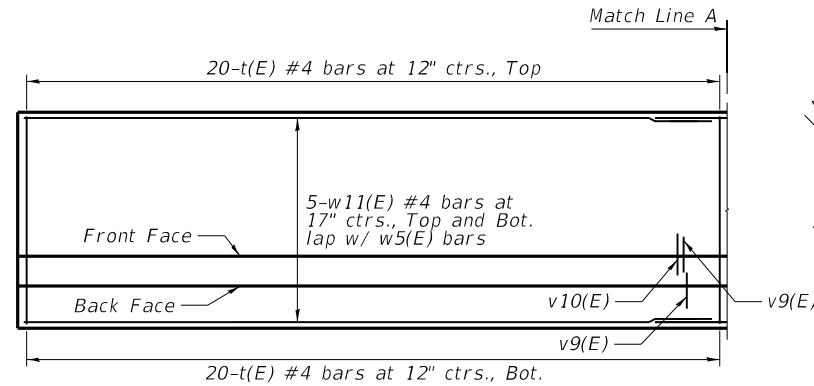 Match Line A
20-t(E) #4 bars at 12" ctrs., Top
5-w11(E) #4 bars at
17" ctrs., Top and Bot.
lap w/ w5(E) bars
Front Face
Back Face
v10(E)
v9(E)
v9(E)
20-t(E) #4 bars at 12" ctrs., Bot.